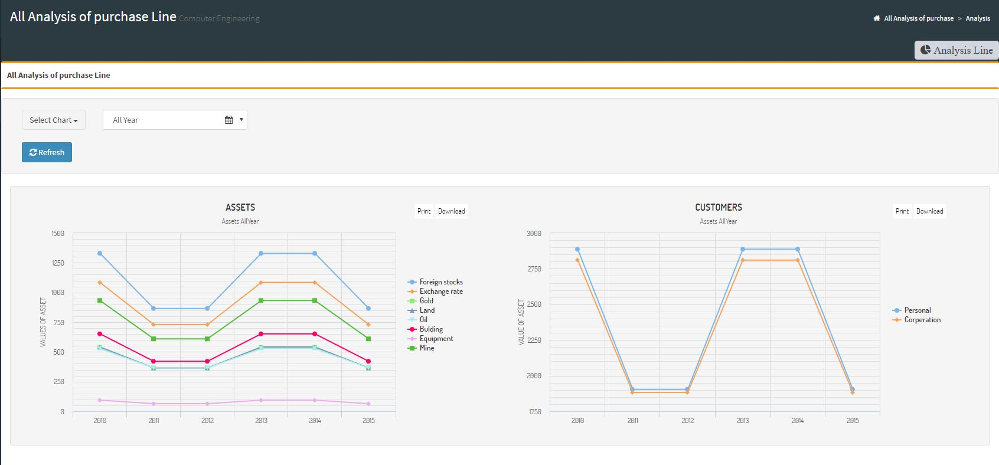 All Analysis of purchase Line Computer Engineering
All Analysis of purchase > Analysis
Analysis Line
All Analysis of purchase Line
Select Chart
All Year
Refresh
ASSETS
Assets AllYear
Print Download
VALUES OF ASSET
1500
1250
1000
750
500
250
0
2010 2011 2012 2013 2014 2015
Foreign stocks
Exchange rate
Gold
Land
Oil
Bulding
Equipment
Mine
CUSTOMERS
Assets AllYear
Print Download
VALUE OF ASSET
3000
2750
2500
2250
2000
1750
2010 2011 2012 2013 2014 2015
Personal
Corperation